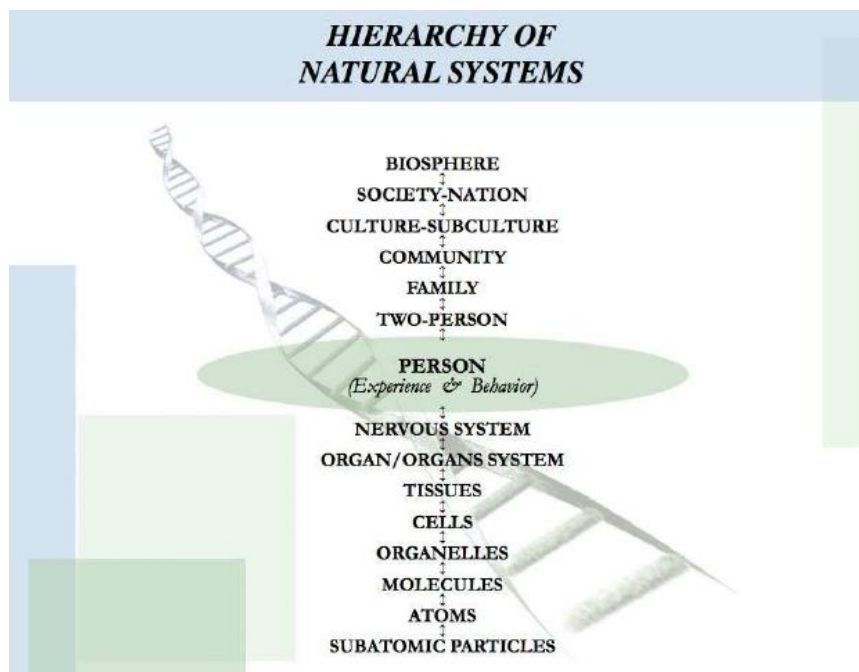 HIERARCHY OF
NATURAL SYSTEMS
BIOSPHERE
SOCIETY-NATION
CULTURE-SUBCULTURE
COMMUNITY
FAMILY
TWO-PERSON
PERSON
(Experience & Behavior)
NERVOUS SYSTEM
ORGAN/ORGANS SYSTEM
TISSUES
CELLS
ORGANELLES
MOLECULES
ATOMS
SUBATOMIC PARTICLES